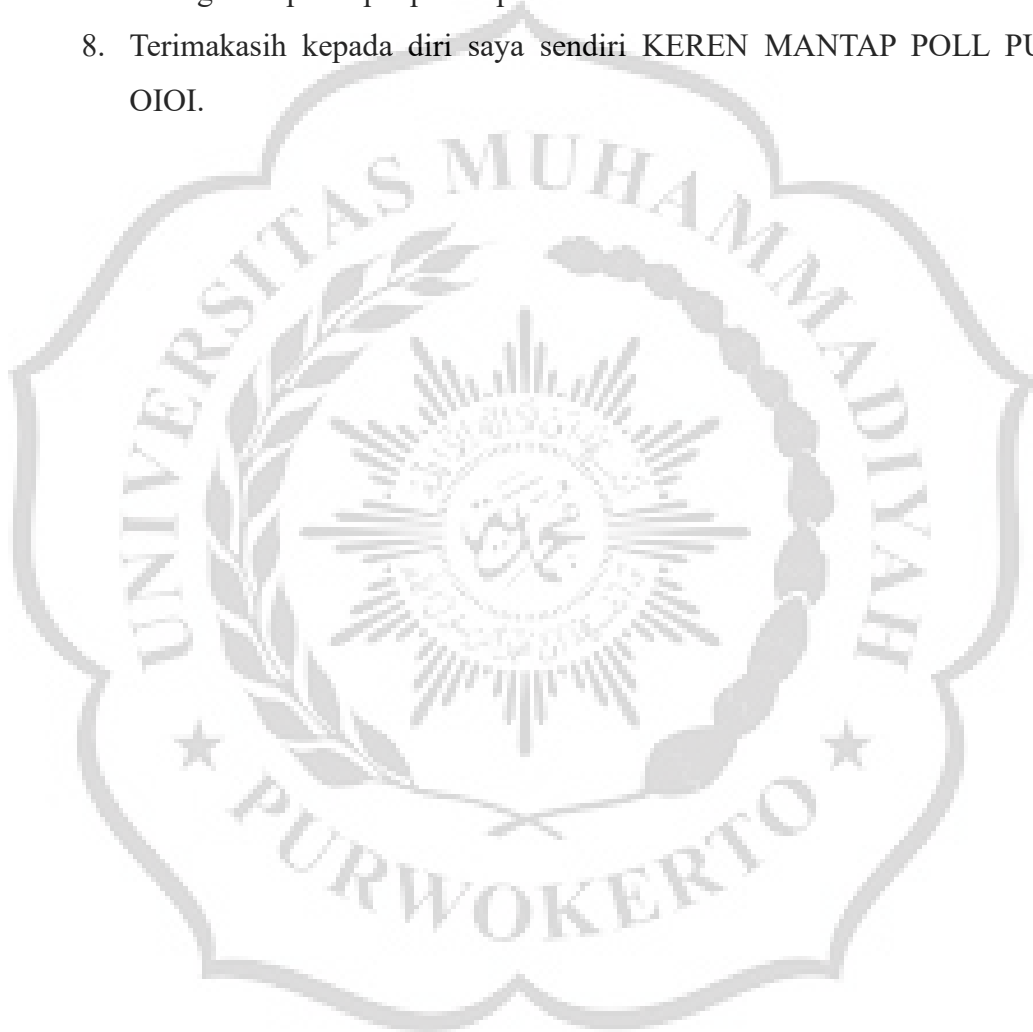 8. Terimakasih kepada diri saya sendiri KEREN MANTAP POLL
OIOI.
UNIVERSITAS MUHAMMADIYAH
PURWOKERTO